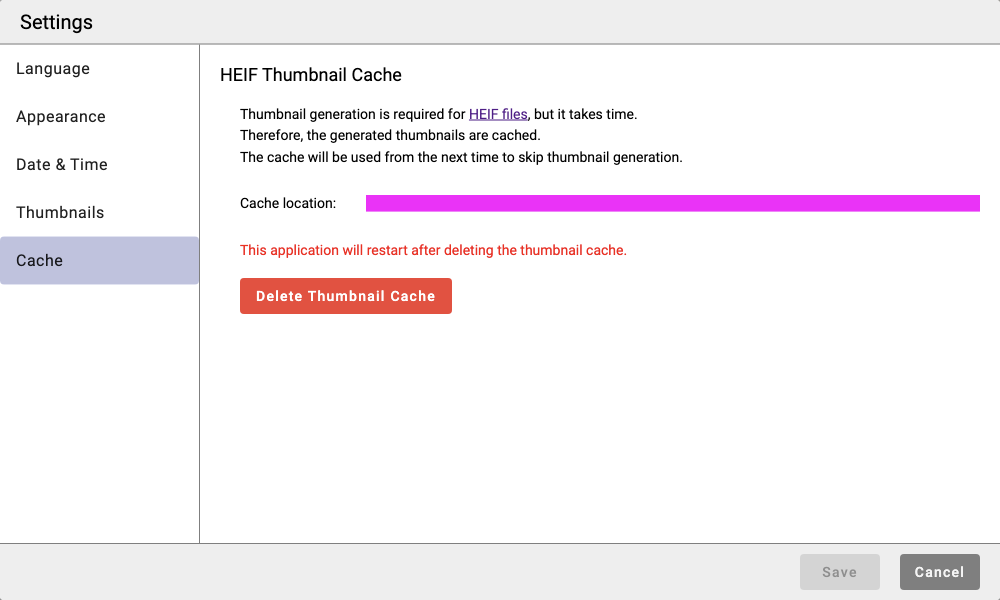 Settings
Language
Appearance
Date & Time
Thumbnails
Cache
HEIF Thumbnail Cache
Thumbnail generation is required for HEIF files, but it takes time.
Therefore, the generated thumbnails are cached.
The cache will be used from the next time to skip thumbnail generation.
Cache location:
This application will restart after deleting the thumbnail cache.
Delete Thumbnail Cache
Save
Cancel